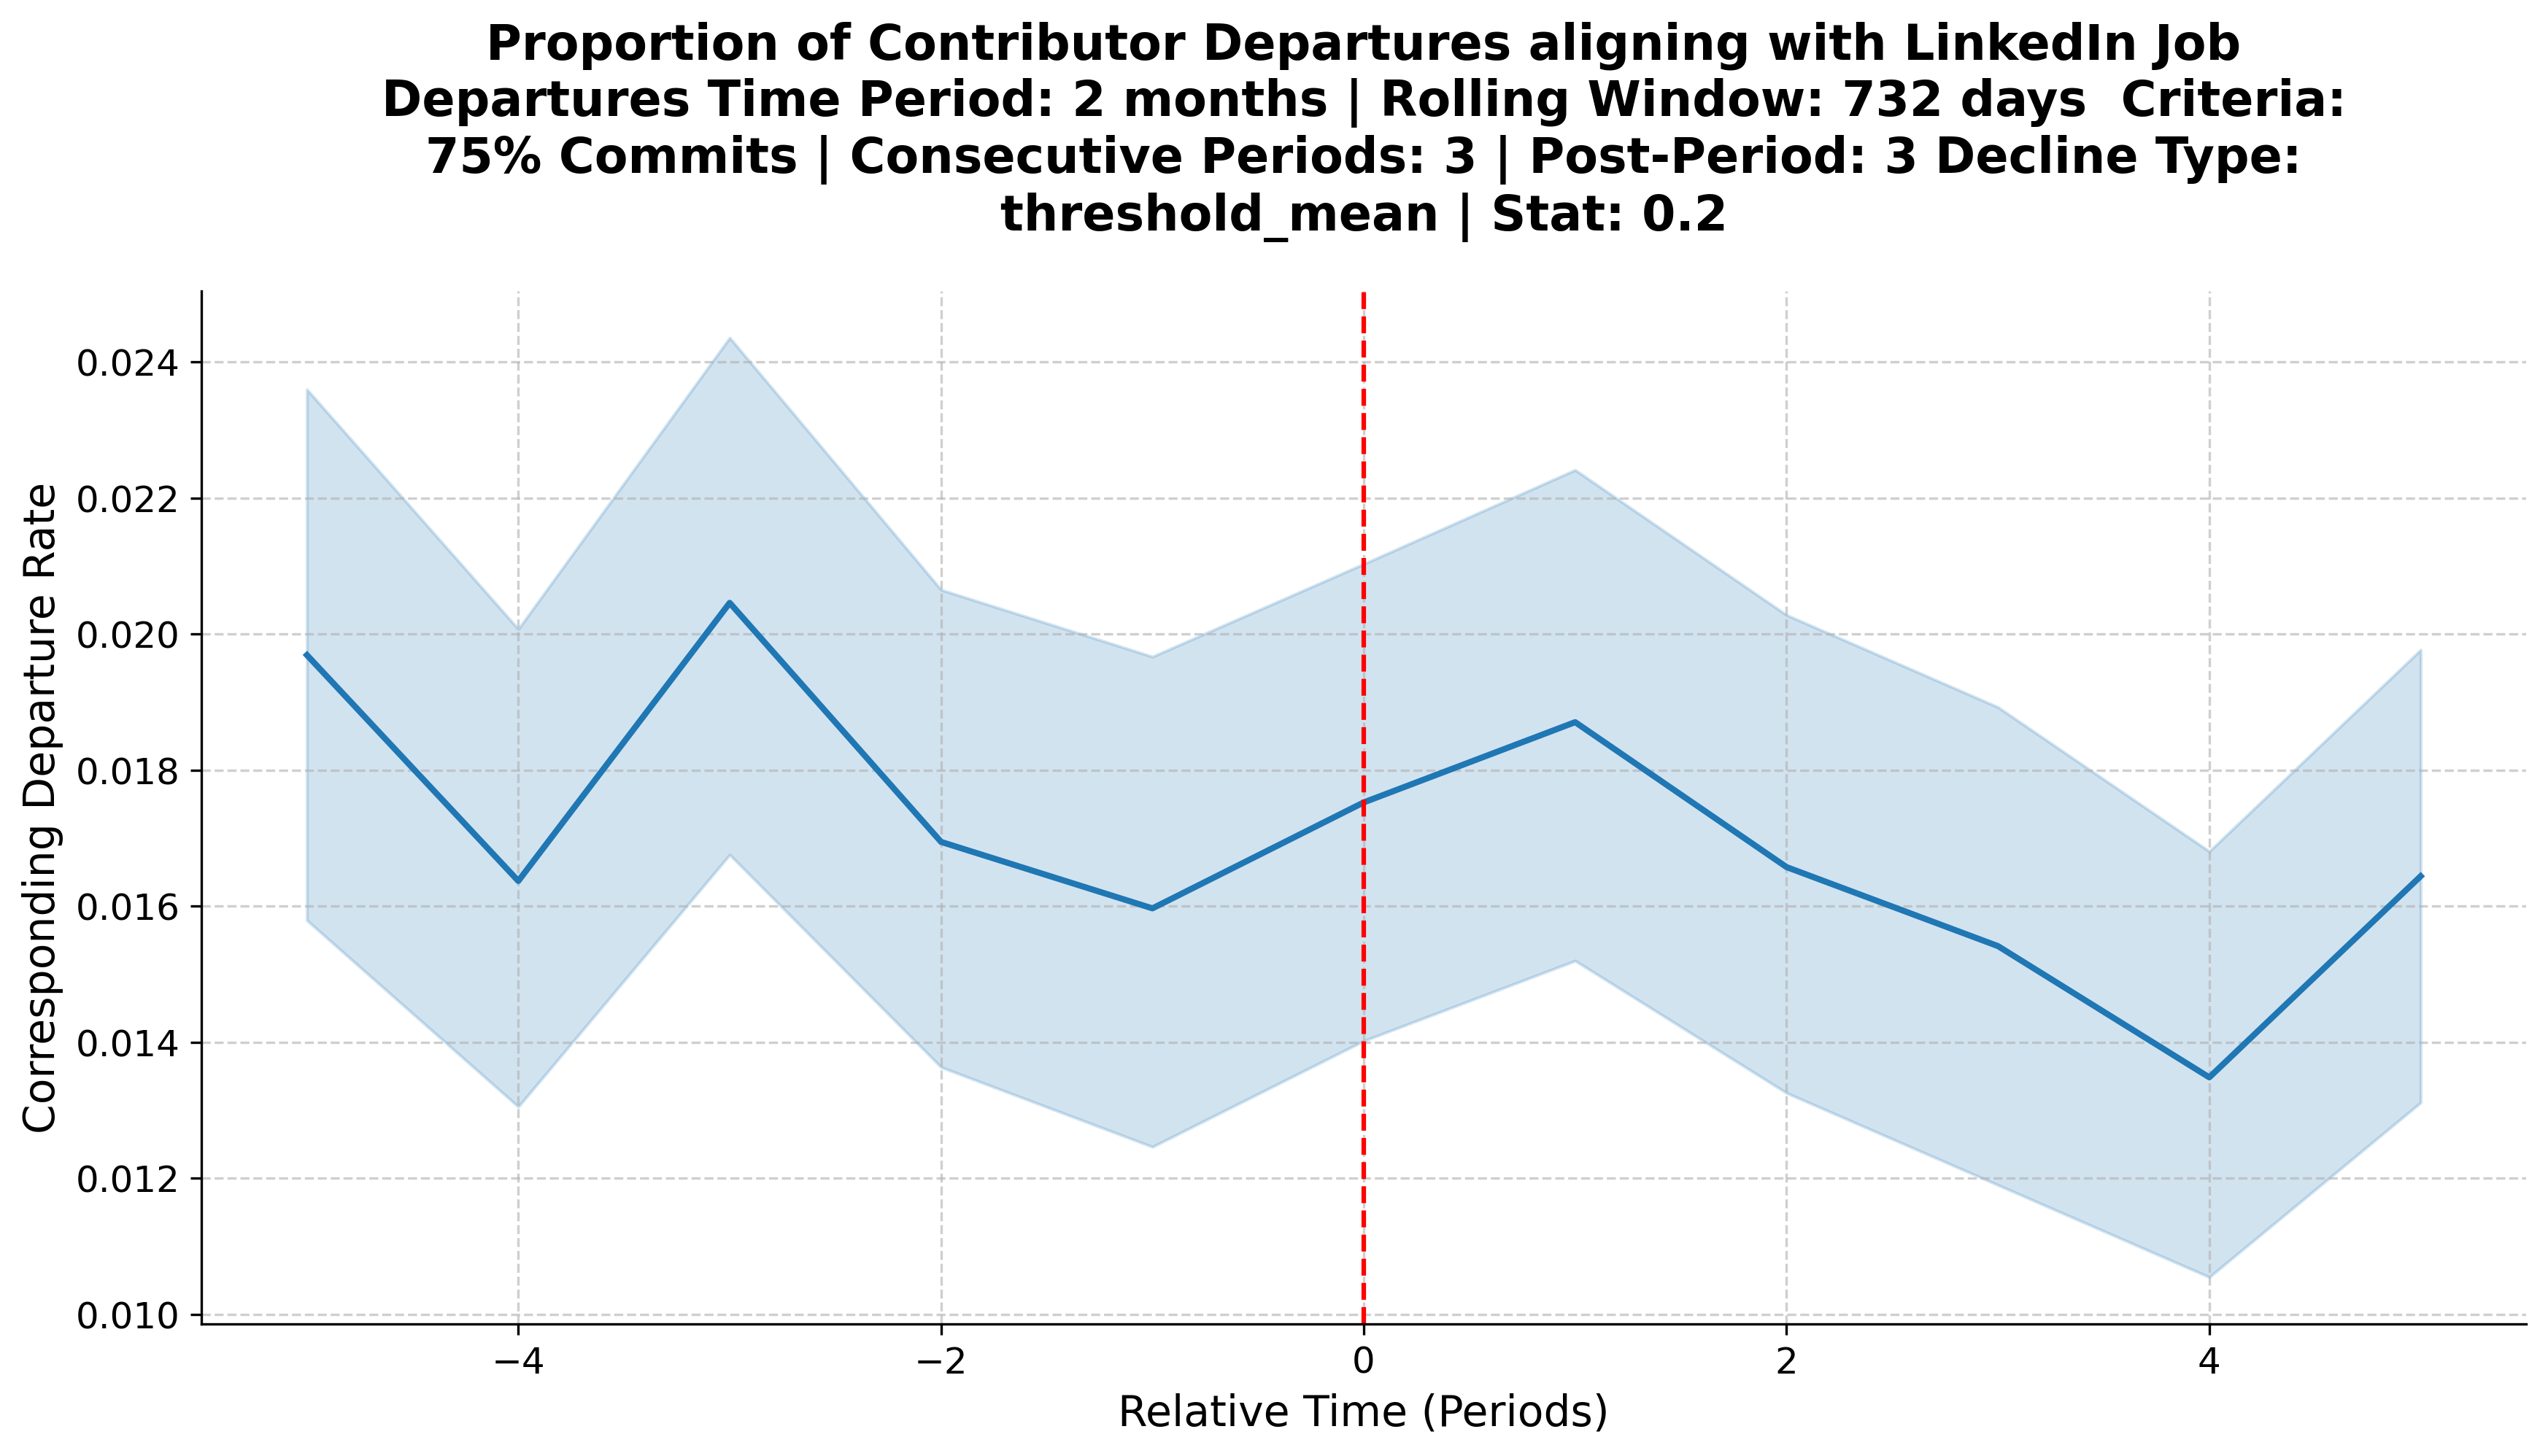 Proportion of Contributor Departures aligning with LinkedIn Job
Departures Time Period: 2 months | Rolling Window: 732 days  Criteria:
75% Commits | Consecutive Periods: 3 | Post-Period: 3 Decline Type:
threshold_mean | Stat: 0.2
Corresponding Departure Rate
0.024
0.022
0.020
0.018
0.016
0.014
0.012
0.010
−4
−2
0
2
4
Relative Time (Periods)